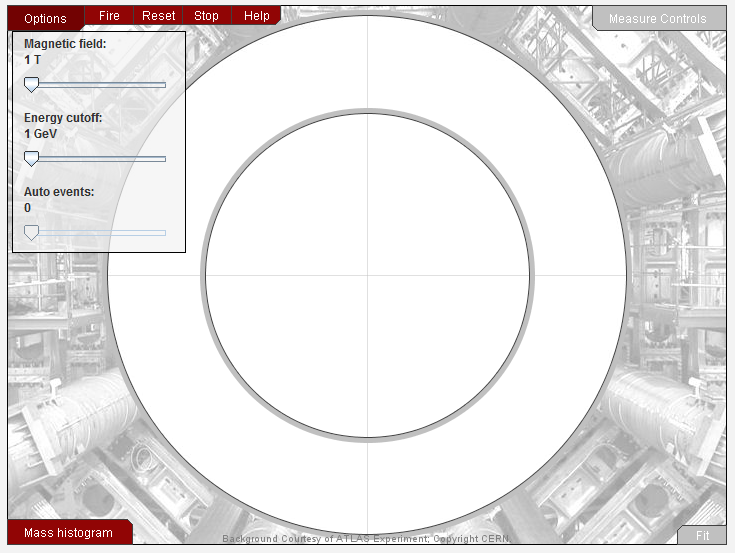 Options Fire Reset Stop Help Measure Controls
Magnetic field:
1 T
Energy cutoff:
1 GeV
Auto events:
0
Mass histogram
Fit
Background Courtesy of ATLAS Experiment; Copyright CERN.